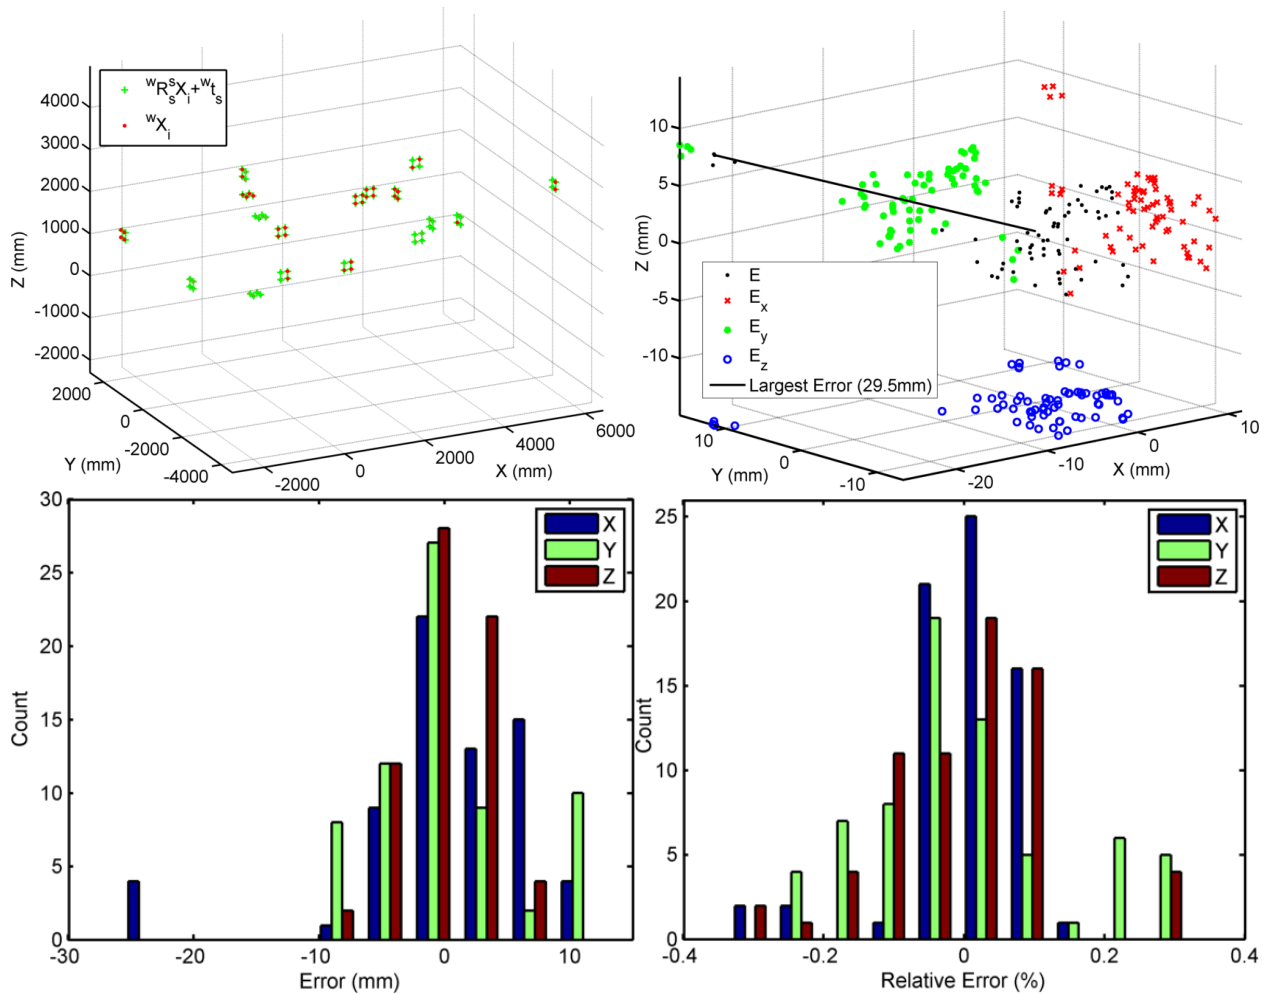 ʷRₛˢXᵢ+ʷtₛ
ʷXᵢ
4000
3000
2000
1000
0
-1000
-2000
Z (mm)
2000
0
-2000
-4000
Y (mm)
-2000
0
2000
4000
6000
X (mm)
10
5
0
-5
-10
Z (mm)
E
E_x
E_y
E_z
Largest Error (29.5mm)
10
0
-10
Y (mm)
-20
-10
0
10
X (mm)
30
25
20
15
10
5
0
Count
X
Y
Z
-30
-20
-10
0
10
Error (mm)
25
20
15
10
5
0
Count
X
Y
Z
-0.4
-0.2
0
0.2
0.4
Relative Error (%)